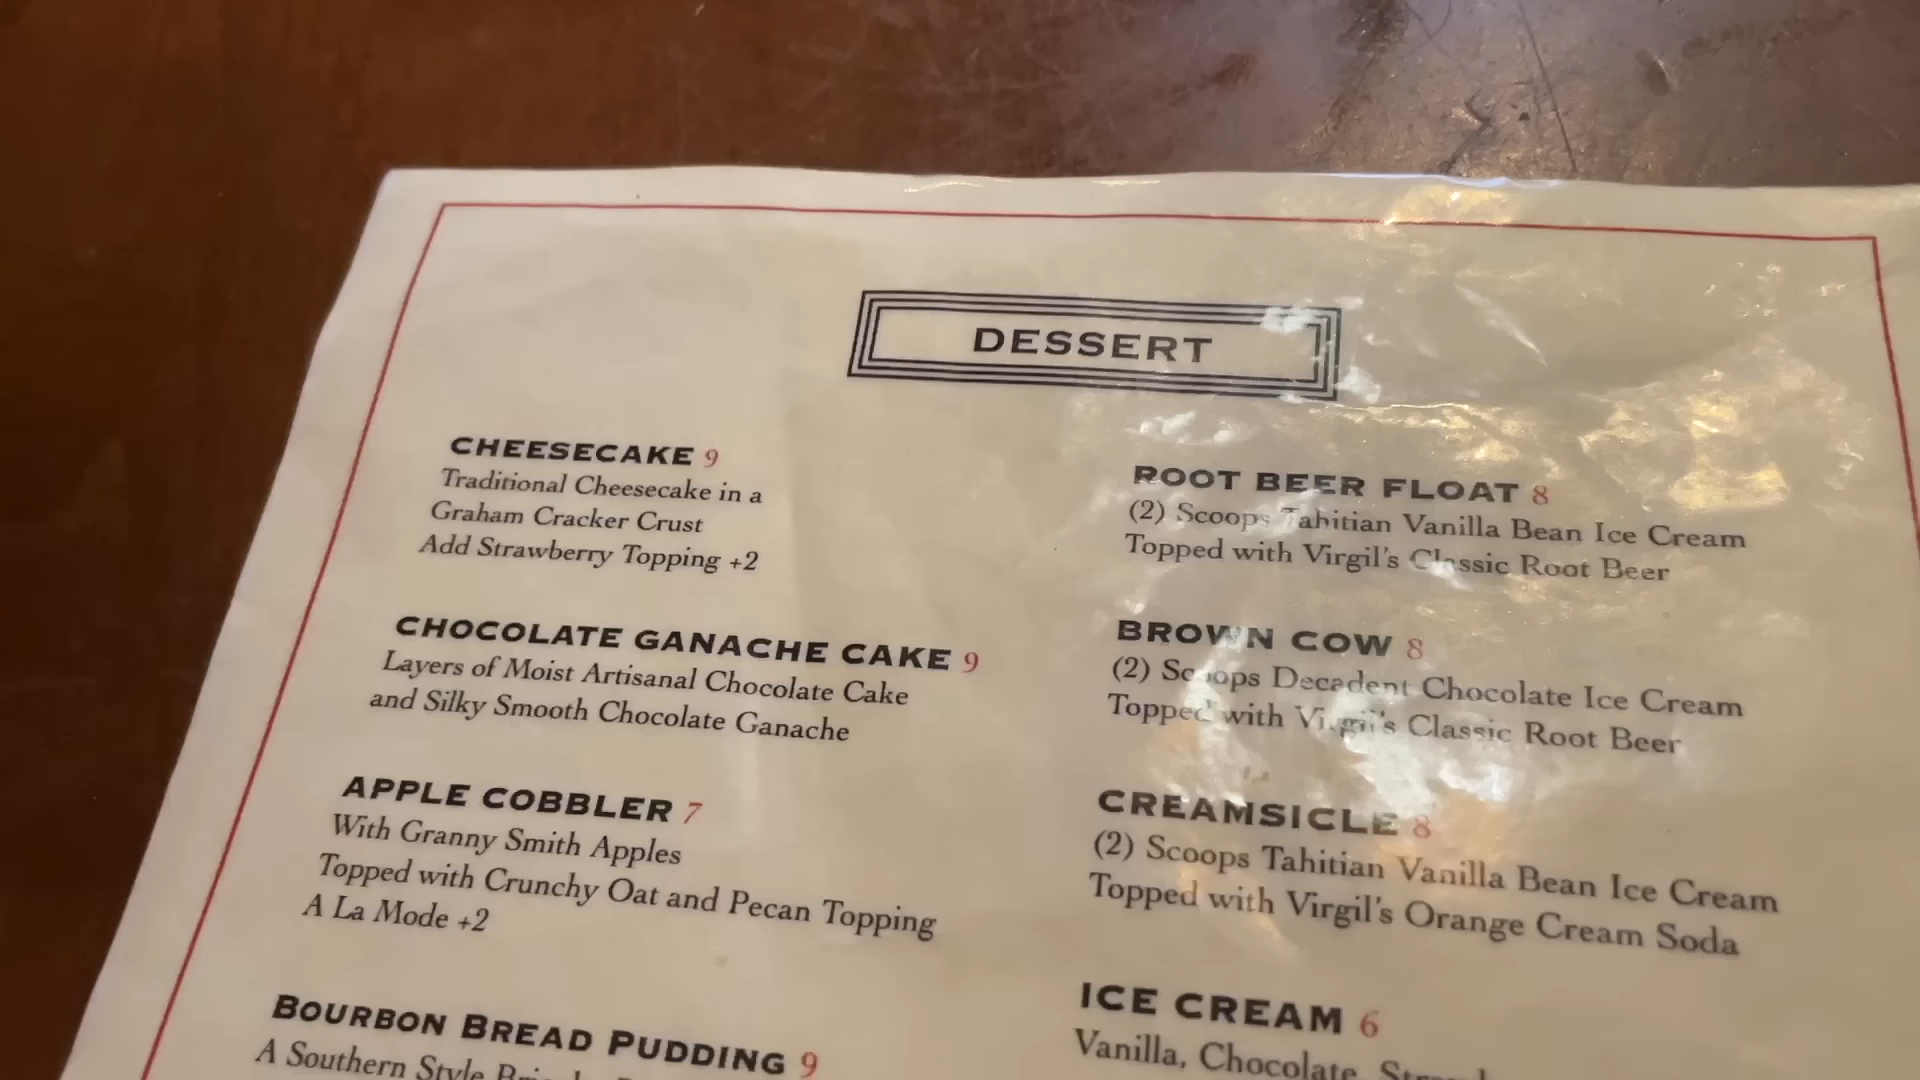 DESSERT
CHEESECAKE 9
Traditional Cheesecake in a
Graham Cracker Crust
Add Strawberry Topping +2
CHOCOLATE GANACHE CAKE 9
Layers of Moist Artisanal Chocolate Cake
and Silky Smooth Chocolate Ganache
APPLE COBBLER 7
With Granny Smith Apples
Topped with Crunchy Oat and Pecan Topping
A La Mode +2
BOURBON BREAD PUDDING 9
A Southern Style
ROOT BEER FLOAT 8
(2) Scoops Tahitian Vanilla Bean Ice Cream
Topped with Virgil's Classic Root Beer
BROWN COW 8
(2) Scoops Decadent Chocolate Ice Cream
Topped with Virgil's Classic Root Beer
CREAMSICLE 8
(2) Scoops Tahitian Vanilla Bean Ice Cream
Topped with Virgil's Orange Cream Soda
ICE CREAM 6
Vanilla, Chocolate,